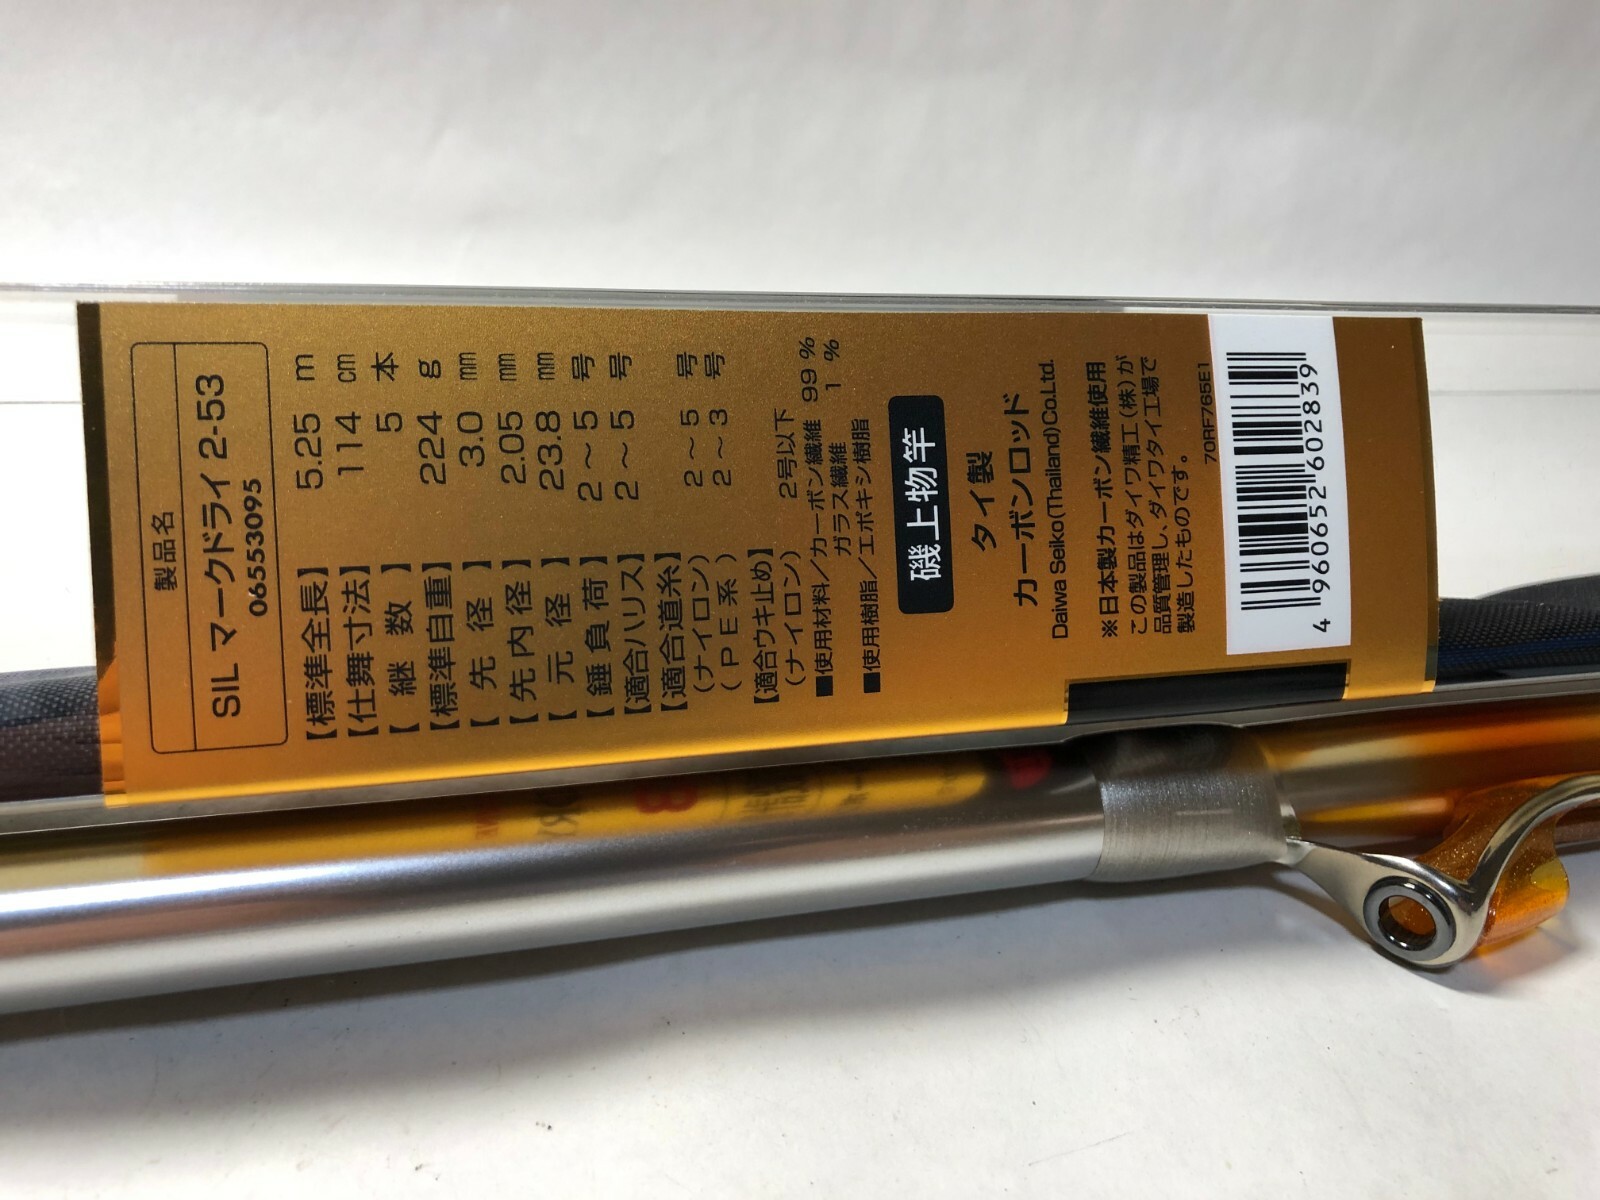 製品名
SIL マークドライ 2-53
06553095
【標準全長】 5.25 m
【仕舞寸法】 114 cm
【継数】 5 本
【標準自重】 224 g
【先径】 3.0 mm
【先内径】 2.05 mm
【元径】 23.8 mm
【錘負荷】 2～5 号
【適合ハリス】 2～5 号
【適合道糸】
（ナイロン） 2～5 号
（PE系） 2～3 号
【適合ウキ止め】
（ナイロン） 2号以下
■使用材料／カーボン繊維 99 %
ガラス繊維 1 %
■使用樹脂／エポキシ樹脂
磯上物竿
タイ製
カーボンロッド
Daiwa Seiko(Thailand)Co.Ltd.
※日本製カーボン繊維使用
この製品はダイワ精工（株）が
品質管理し、ダイワタイ工場で
製造したものです。
70RF765E1
4 960652 602839